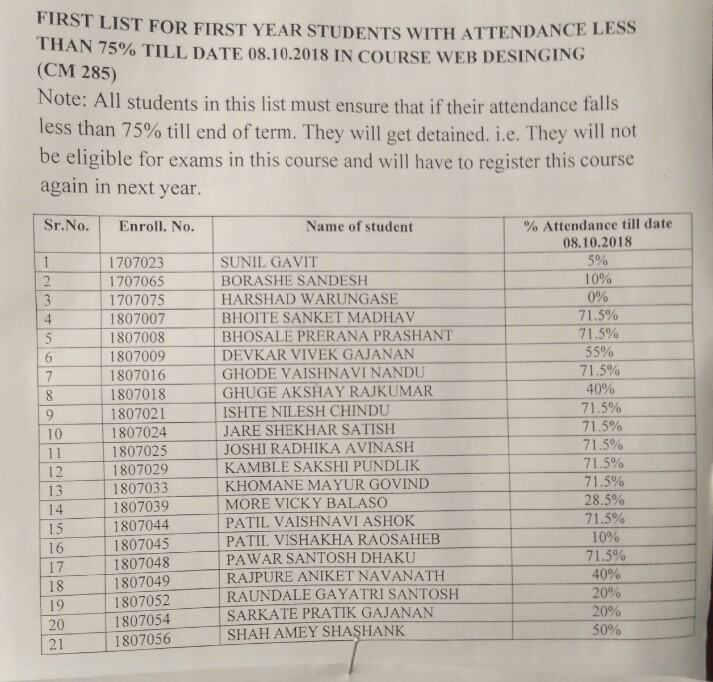 FIRST LIST FOR FIRST YEAR STUDENTS WITH ATTENDANCE LESS
THAN 75% TILL DATE 08.10.2018 IN COURSE WEB DESINGING
(CM 285)
Note: All students in this list must ensure that if their attendance falls
less than 75% till end of term. They will get detained. i.e. They will not
be eligible for exams in this course and will have to register this course
again in next year.
Sr.No. Enroll. No. Name of student % Attendance till date
08.10.2018
1 1707023 SUNIL GAVIT 5%
2 1707065 BORASHE SANDESH 10%
3 1707075 HARSHAD WARUNGASE 0%
4 1807007 BHOITE SANKET MADHAV 71.5%
5 1807008 BHOSALE PRERANA PRASHANT 71.5%
6 1807009 DEVKAR VIVEK GAJANAN 55%
7 1807016 GHODE VAISHNAVI NANDU 71.5%
8 1807018 GHUGE AKSHAY RAJKUMAR 40%
9 1807021 ISHTE NILESH CHINDU 71.5%
10 1807024 JARE SHEKHAR SATISH 71.5%
11 1807025 JOSHI RADHIKA AVINASH 71.5%
12 1807029 KAMBLE SAKSHI PUNDLIK 71.5%
13 1807033 KHOMANE MAYUR GOVIND 71.5%
14 1807039 MORE VICKY BALASO 28.5%
15 1807044 PATIL VAISHNAVI ASHOK 71.5%
16 1807045 PATIL VISHAKHA RAOSAHEB 10%
17 1807048 PAWAR SANTOSH DHAKU 71.5%
18 1807049 RAJPURE ANIKET NAVANATH 40%
19 1807052 RAUNDALE GAYATRI SANTOSH 20%
20 1807054 SARKATE PRATIK GAJANAN 20%
21 1807056 SHAH AMEY SHASHANK 50%